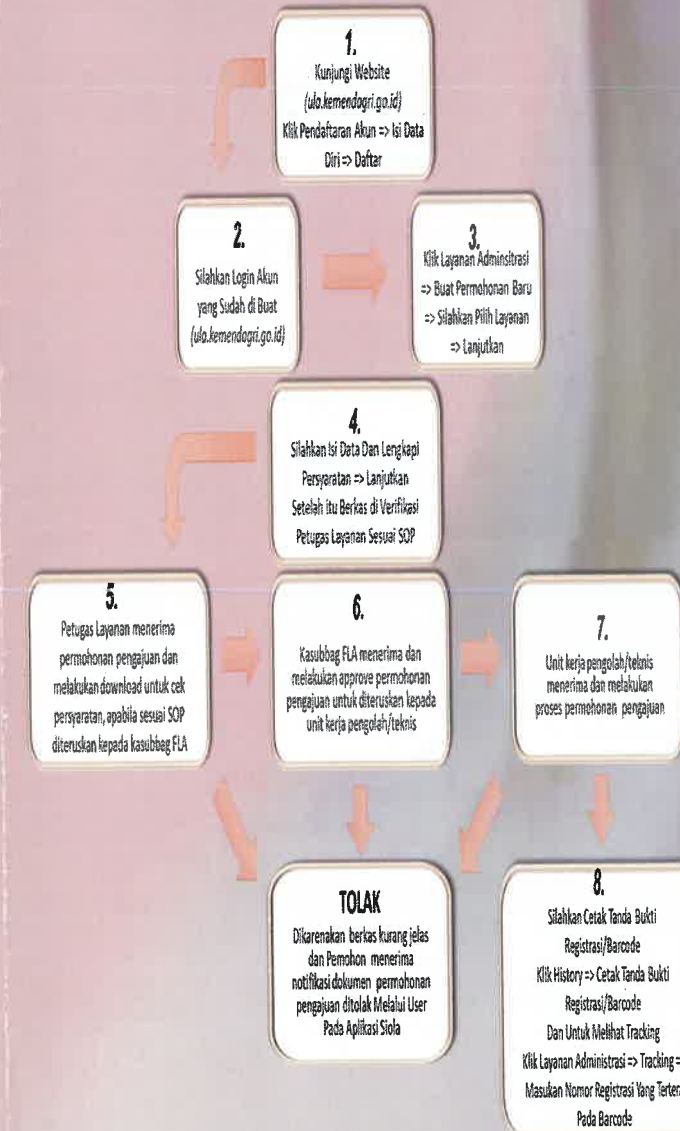 1.
Kunjungi Website
(ula.kemendagri.go.id)
Klik Pendaftaran Akun => Isi Data
Diri => Daftar
2.
Silahkan Login Akun
yang Sudah di Buat
(ula.kemendagri.go.id)
3.
Klik Layanan Adminsitrasi
=> Buat Permohonan Baru
=> Silahkan Pilih Layanan
=> Lanjutkan
4.
Silahkan Isi Data Dan Lengkapi
Persyaratan => Lanjutkan
Setelah itu Berkas di Verifikasi
Petugas Layanan Sesuai SOP
5.
Petugas Layanan menerima
permohonan pengajuan dan
melakukan download untuk cek
persyaratan, apabila sesuai SOP
diteruskan kepada kasubbag FLA
6.
Kasubbag FLA menerima dan
melakukan approve permohonan
pengajuan untuk diteruskan kepada
unit kerja pengolah/teknis
7.
Unit kerja pengolah/teknis
menerima dan melakukan
proses permohonan pengajuan
TOLAK
Dikarenakan berkas kurang jelas
dan Pemohon menerima
notifikasi dokumen permohonan
pengajuan ditolak Melalui User
Pada Aplikasi Siola
8.
Silahkan Cetak Tanda Bukti
Registrasi/Barcode
Klik History => Cetak Tanda Bukti
Registrasi/Barcode
Dan Untuk Melihat Tracking
Klik Layanan Administrasi => Tracking =
Masukan Nomor Registrasi Yang
Pada Barcode